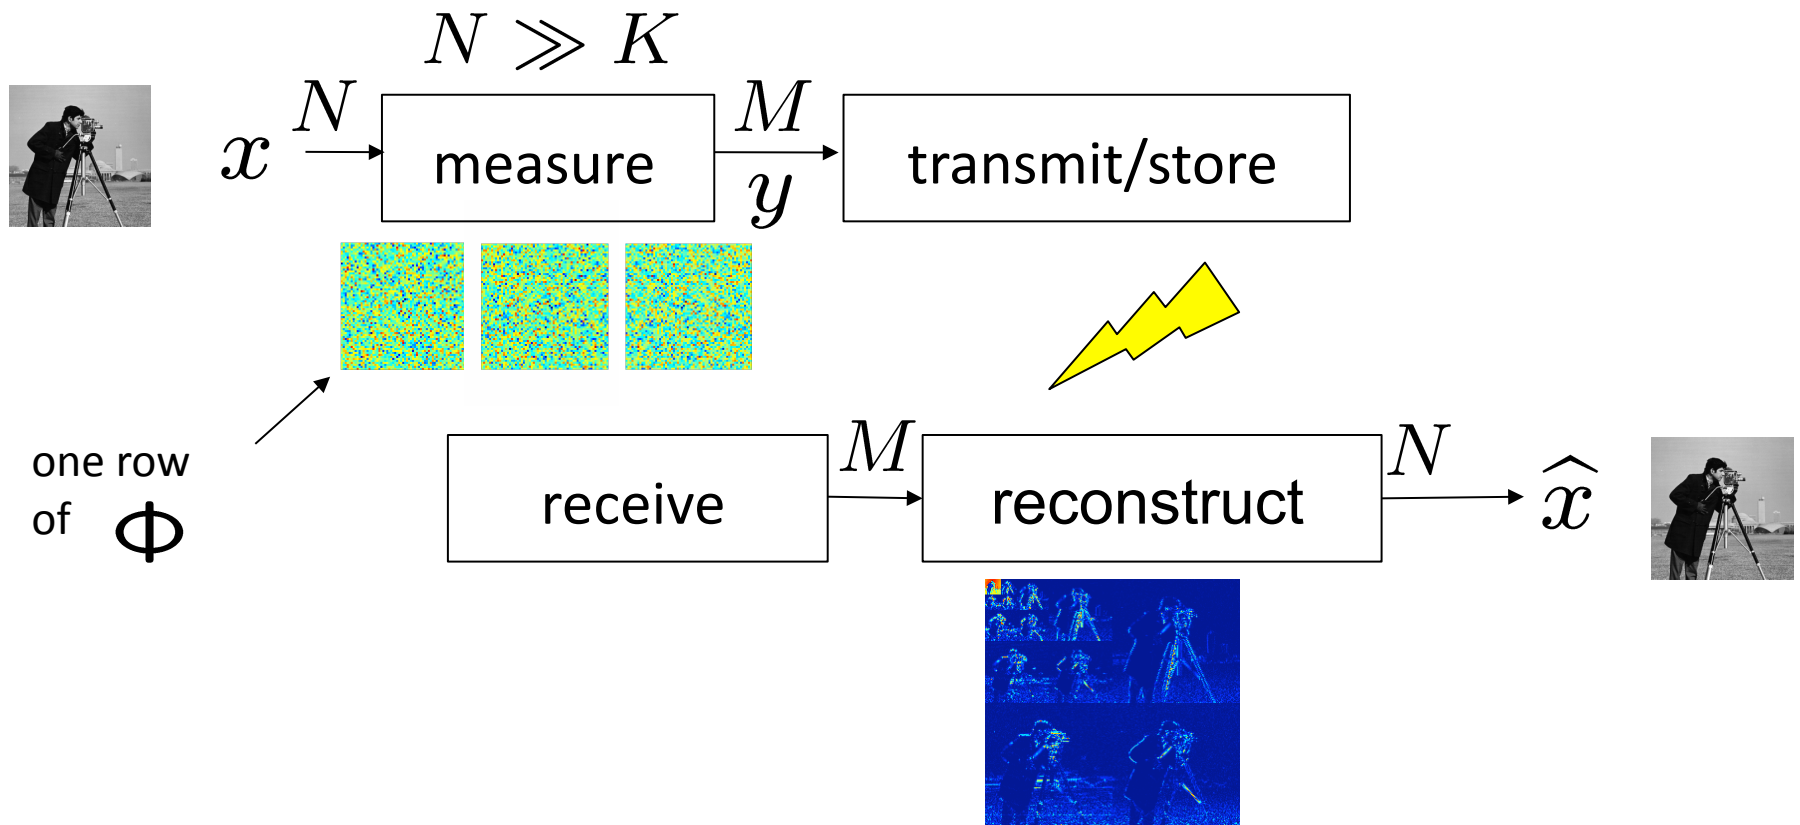 N ≫ K
x
N
measure
M
y
transmit/store
one row
of Φ
receive
M
reconstruct
N
x̂